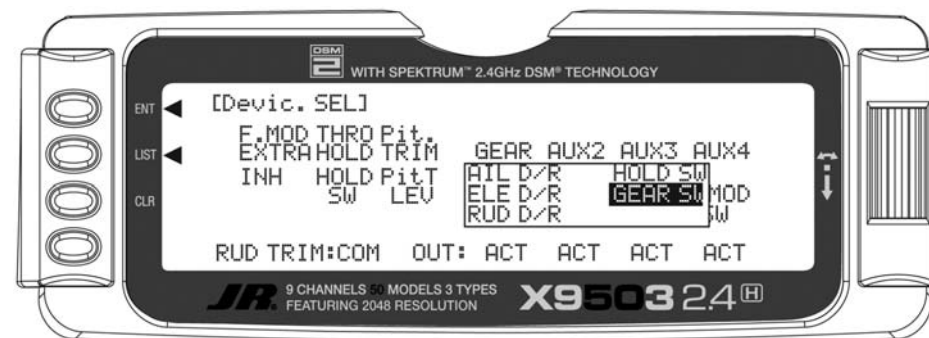 DSM
2 WITH SPEKTRUM™ 2.4GHz DSM® TECHNOLOGY
ENT
LIST
CLR
[Devic. SEL]
F.MOD THRO Pit.
EXTRA HOLD TRIM GEAR AUX2 AUX3 AUX4
INH HOLD PitT
SW LEV
AIL D/R HOLD SW
ELE D/R GEAR SW MOD
RUD D/R SW
RUD TRIM:COM OUT: ACT ACT ACT ACT
JR. 9 CHANNELS 50 MODELS 3 TYPES
FEATURING 2048 RESOLUTION
X9503 2.4 H